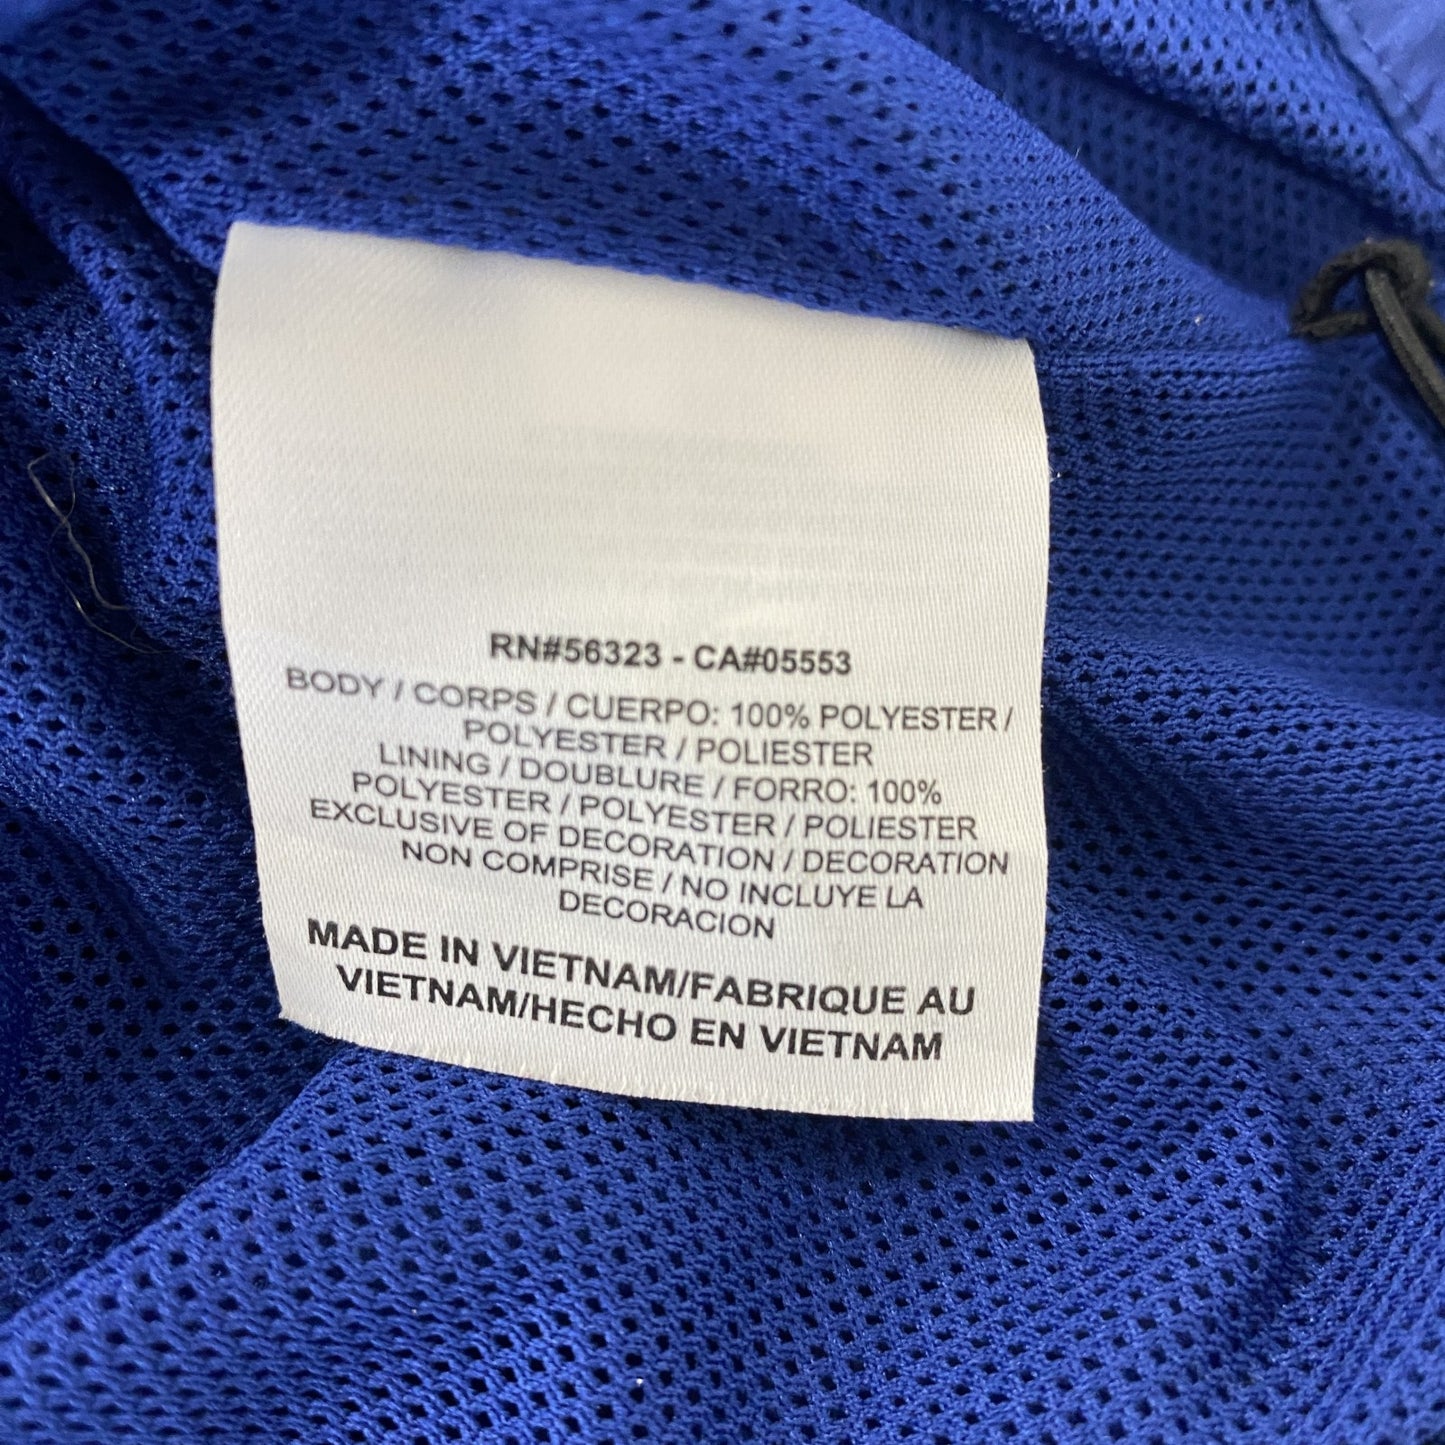 RN#56323 - CA#05553
BODY / CORPS / CUERPO: 100% POLYESTER /
POLYESTER / POLIESTER
LINING / DOUBLURE / FORRO: 100%
POLYESTER / POLYESTER / POLIESTER
EXCLUSIVE OF DECORATION / DECORATION
NON COMPRISE / NO INCLUYE LA
DECORACION
MADE IN VIETNAM/FABRIQUE AU
VIETNAM/HECHO EN VIETNAM